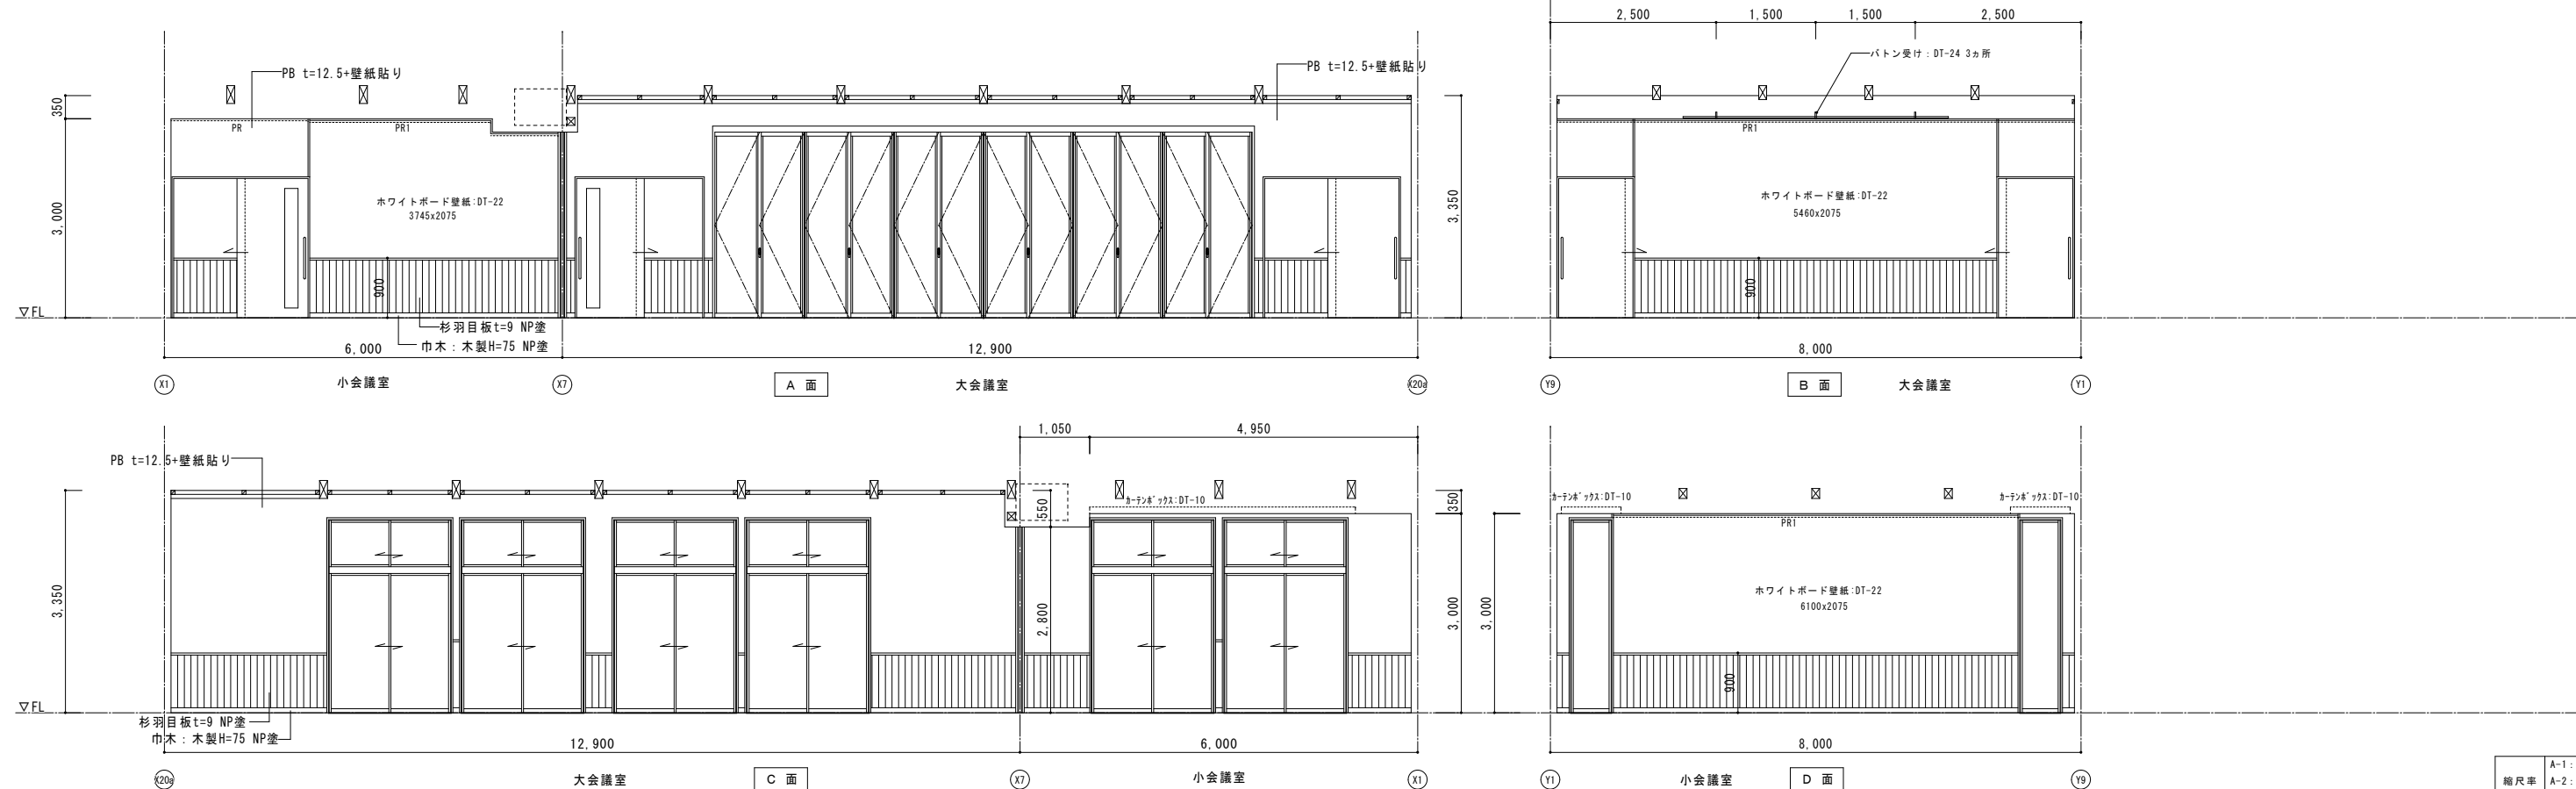 2,500 1,500 1,500 2,500
バトン受け：DT-24 3ヵ所
PB t=12.5+壁紙貼り
PB t=12.5+壁紙貼り
350
PR
PR1
PR1
3,000
ホワイトボード壁紙:DT-22
3745x2075
3,350
ホワイトボード壁紙:DT-22
5460x2075
900
900
▽FL
杉羽目板t=9 NP塗
巾木：木製H=75 NP塗
6,000
12,900
8,000
X1
小会議室
X7
A 面
大会議室
X20a
Y9
B 面
大会議室
Y1
1,050
4,950
PB t=12.5+壁紙貼り
カーテンボックス:DT-10
カーテンボックス:DT-10
カーテンボックス:DT-10
550
350
PR1
3,350
2,800
3,000
3,000
ホワイトボード壁紙:DT-22
6100x2075
900
▽FL
杉羽目板t=9 NP塗
巾木：木製H=75 NP塗
12,900
6,000
8,000
X20a
大会議室
C 面
X7
小会議室
X1
Y1
小会議室
D 面
Y9
縮尺率
A-1：
A-2：